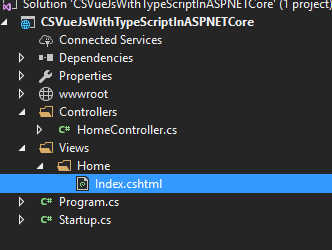 Solution 'CSVueJsWithTypeScriptInASPNETCore' (1 project)
CSVueJsWithTypeScriptInASPNETCore
Connected Services
Dependencies
Properties
wwwroot
Controllers
C# HomeController.cs
Views
Home
Index.cshtml
C# Program.cs
C# Startup.cs